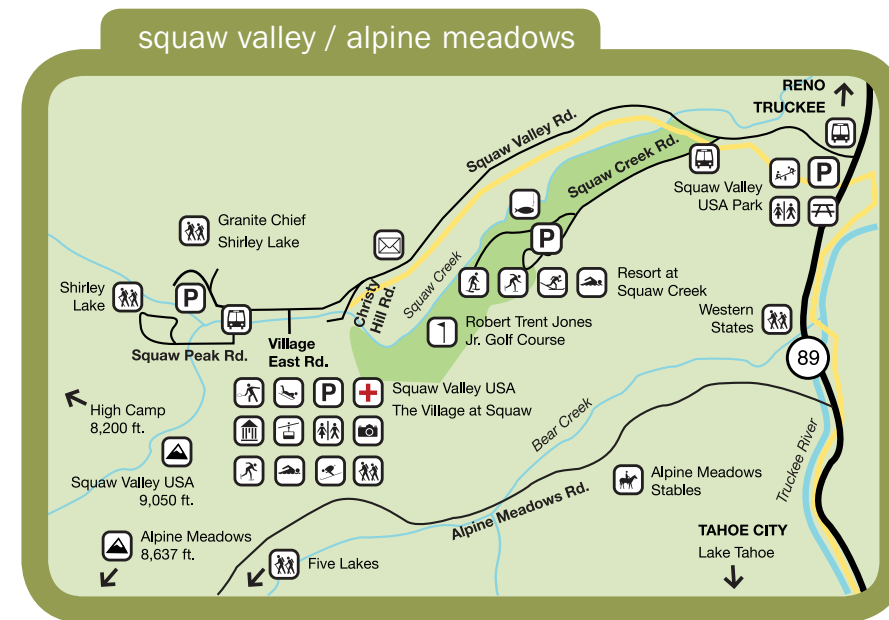 squaw valley / alpine meadows
RENO
TRUCKEE
Squaw Valley Rd.
Squaw Creek Rd.
Squaw Valley
USA Park
P
Granite Chief
Shirley Lake
P
Shirley
Lake
P
Squaw Creek
Christy
Hill Rd.
Resort at
Squaw Creek
Western
States
Robert Trent Jones
Jr. Golf Course
Squaw Peak Rd.
Village
East Rd.
89
P
Squaw Valley USA
The Village at Squaw
High Camp
8,200 ft.
Bear Creek
Truckee River
Squaw Valley USA
9,050 ft.
Alpine Meadows
Stables
Alpine Meadows Rd.
Alpine Meadows
8,637 ft.
Five Lakes
TAHOE CITY
Lake Tahoe